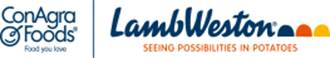 ConAgra
Foods®
Food you love
LambWeston®
SEEING POSSIBILITIES IN POTATOES